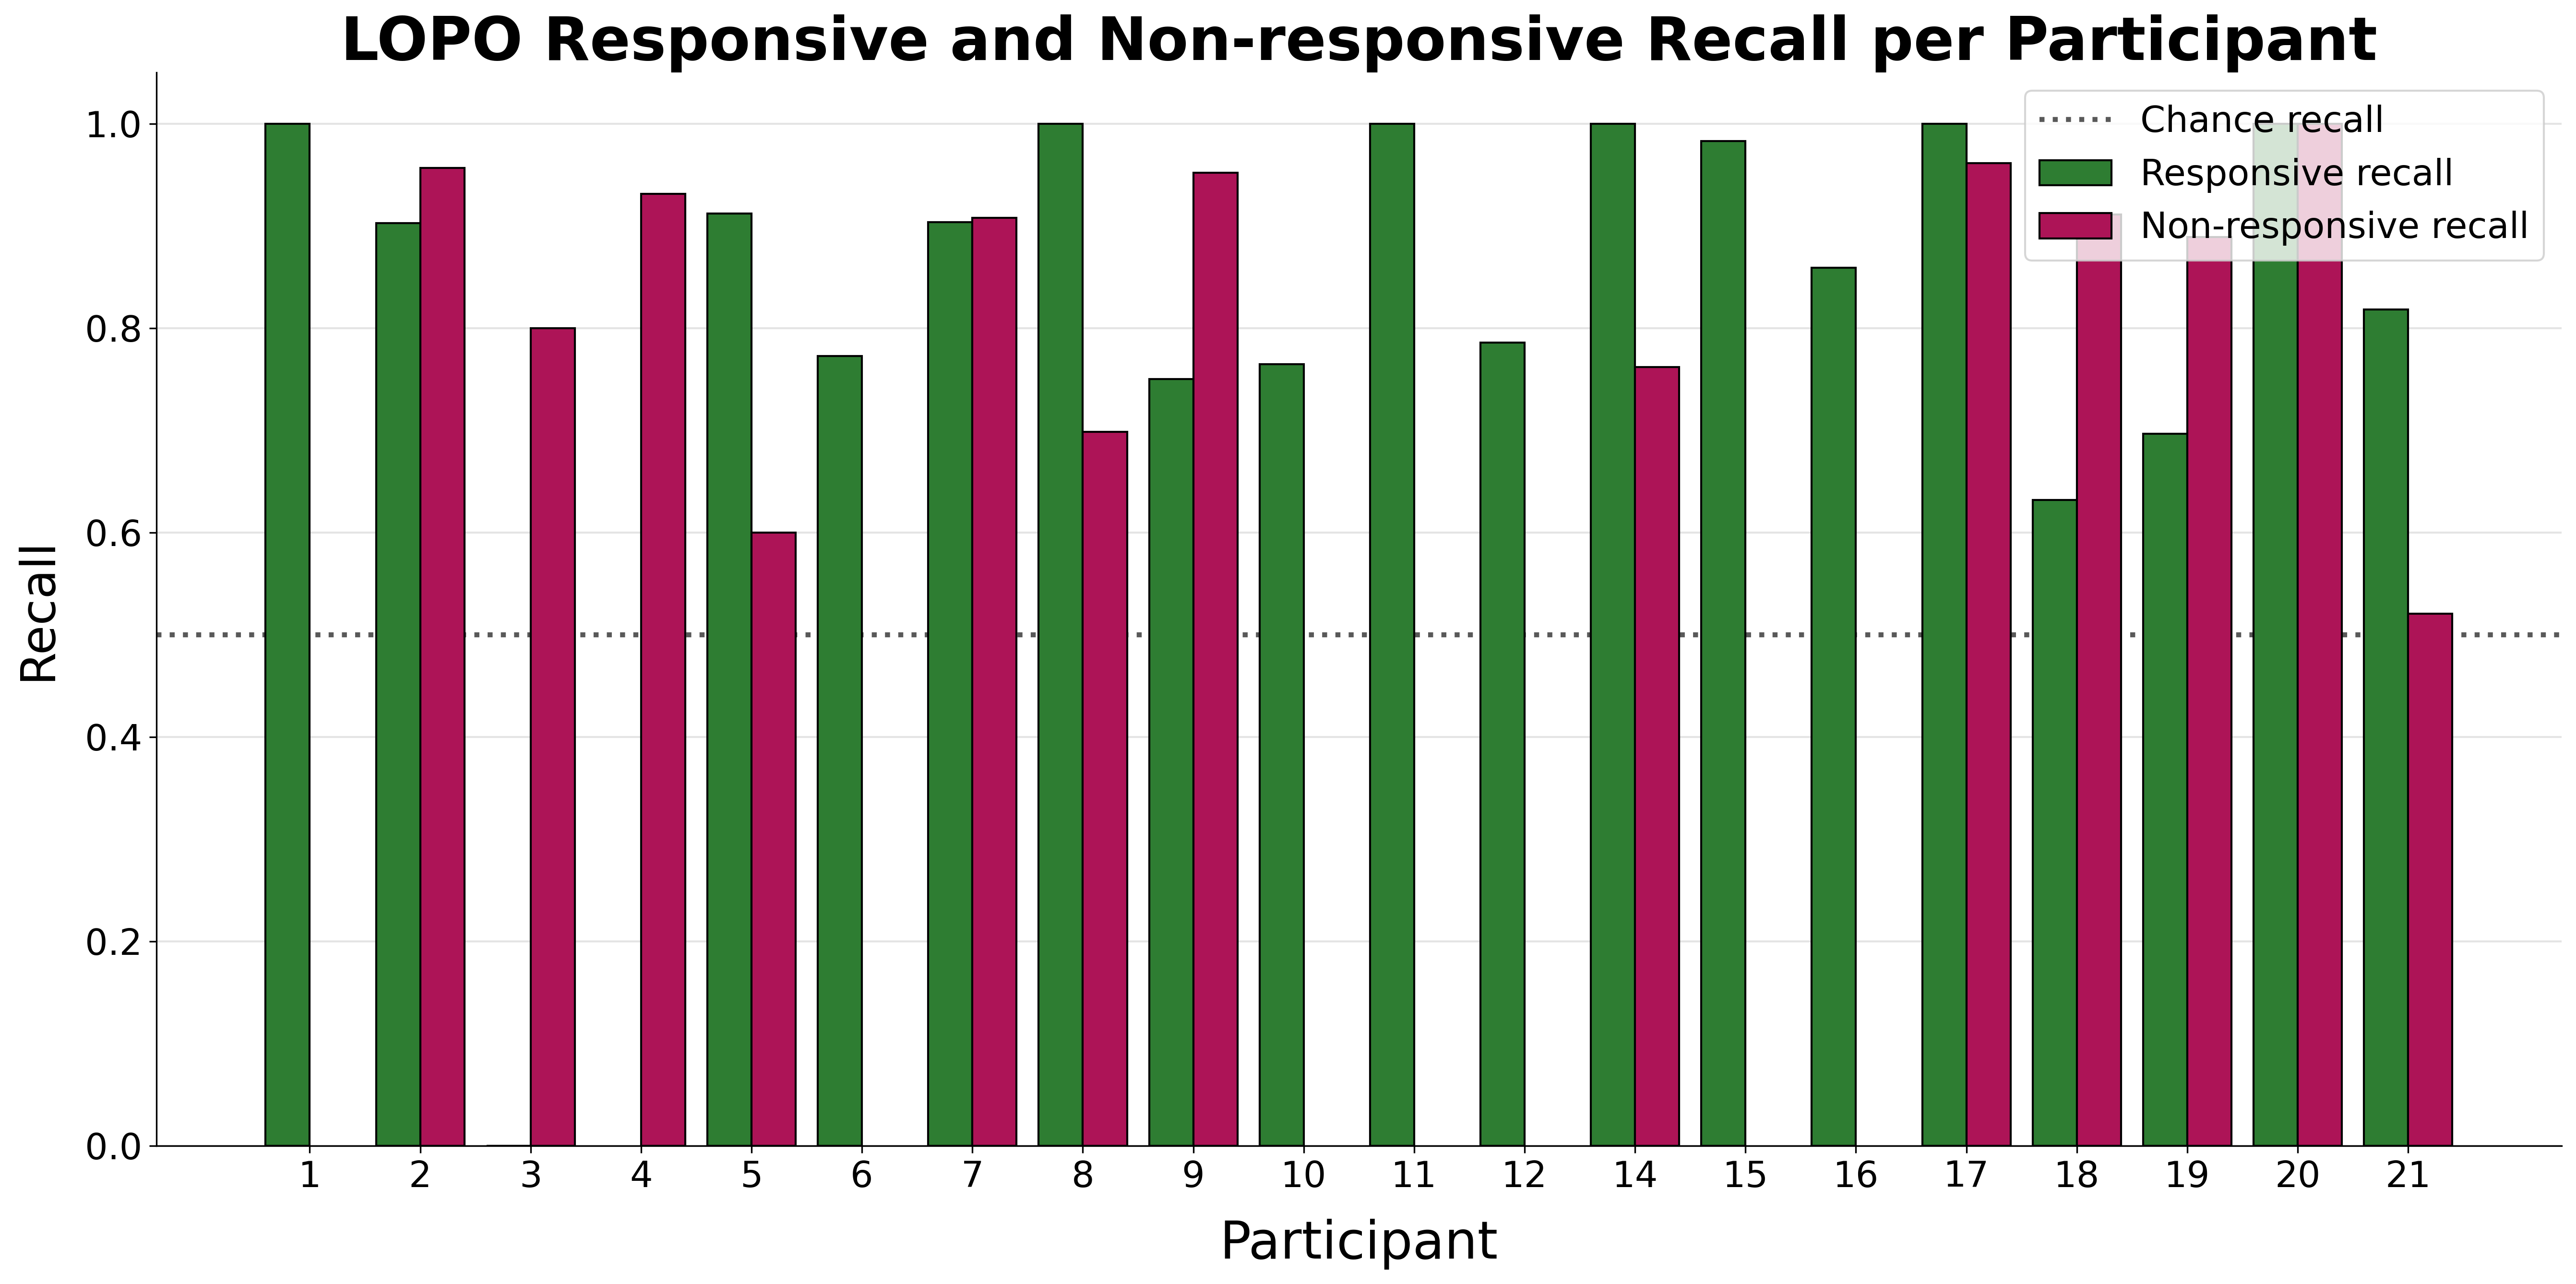 LOPO Responsive and Non-responsive Recall per Participant
Chance recall
Responsive recall
Non-responsive recall
Recall
1.0
0.8
0.6
0.4
0.2
0.0
1 2 3 4 5 6 7 8 9 10 11 12 14 15 16 17 18 19 20 21
Participant